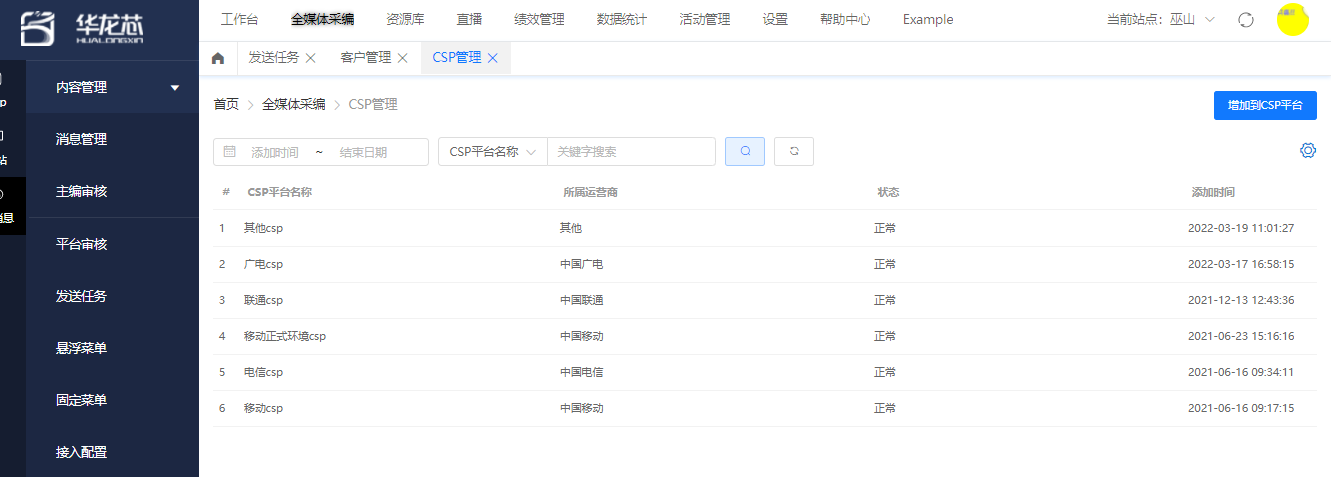 华龙芯
HUALONGXIN
工作台 全媒体采编 资源库 直播 绩效管理 数据统计 活动管理 设置 帮助中心 Example 当前站点: 巫山
发送任务 客户管理 CSP管理
内容管理
消息管理
主编审核
平台审核
发送任务
悬浮菜单
固定菜单
接入配置
首页 全媒体采编 CSP管理 增加到CSP平台
添加时间 ~ 结束日期 CSP平台名称 关键字搜索
# CSP平台名称 所属运营商 状态 添加时间
1 其他csp 其他 正常 2022-03-19 11:01:27
2 广电csp 中国广电 正常 2022-03-17 16:58:15
3 联通csp 中国联通 正常 2021-12-13 12:43:36
4 移动正式环境csp 中国移动 正常 2021-06-23 15:16:16
5 电信csp 中国电信 正常 2021-06-16 09:34:11
6 移动csp 中国移动 正常 2021-06-16 09:17:15